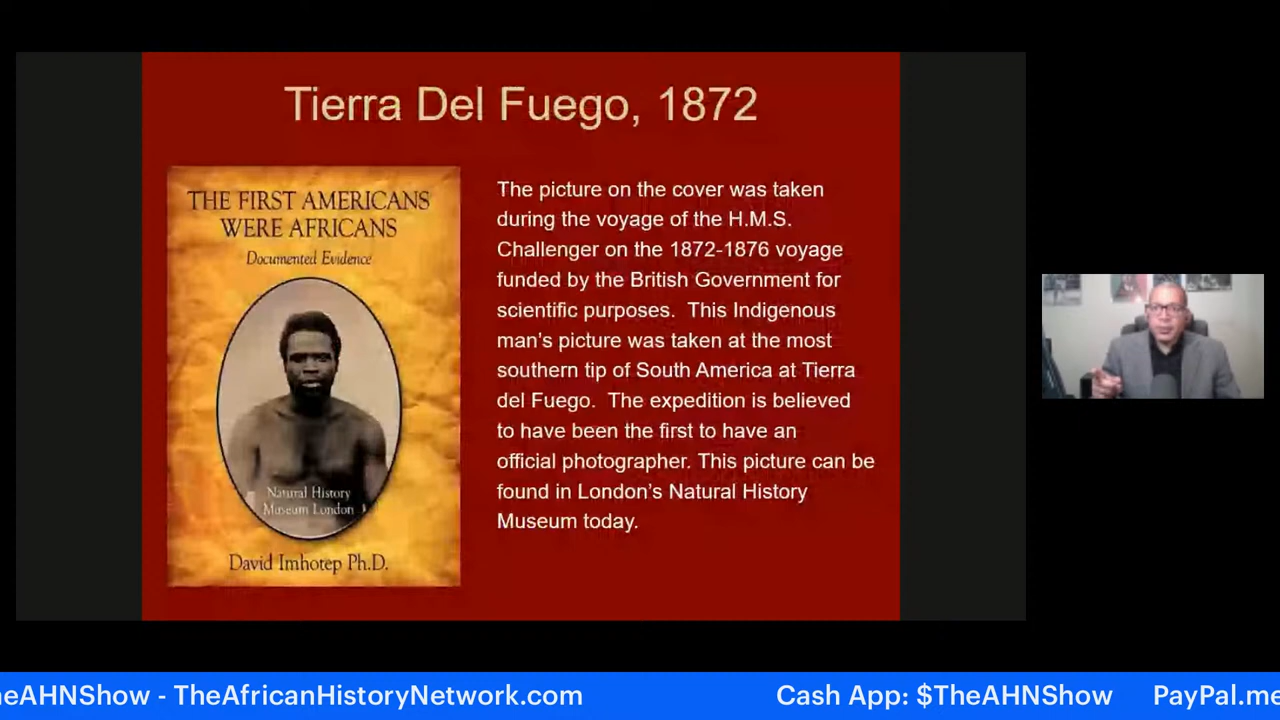 Tierra Del Fuego, 1872
THE FIRST AMERICANS
WERE AFRICANS
Documented Evidence
Natural History
Museum London
David Imhotep Ph.D.
The picture on the cover was taken
during the voyage of the H.M.S.
Challenger on the 1872-1876 voyage
funded by the British Government for
scientific purposes.  This Indigenous
man's picture was taken at the most
southern tip of South America at Tierra
del Fuego.  The expedition is believed
to have been the first to have an
official photographer. This picture can be
found in London's Natural History
Museum today.
heAHNShow - TheAfricanHistoryNetwork.com Cash App: $TheAHNShow PayPal.me